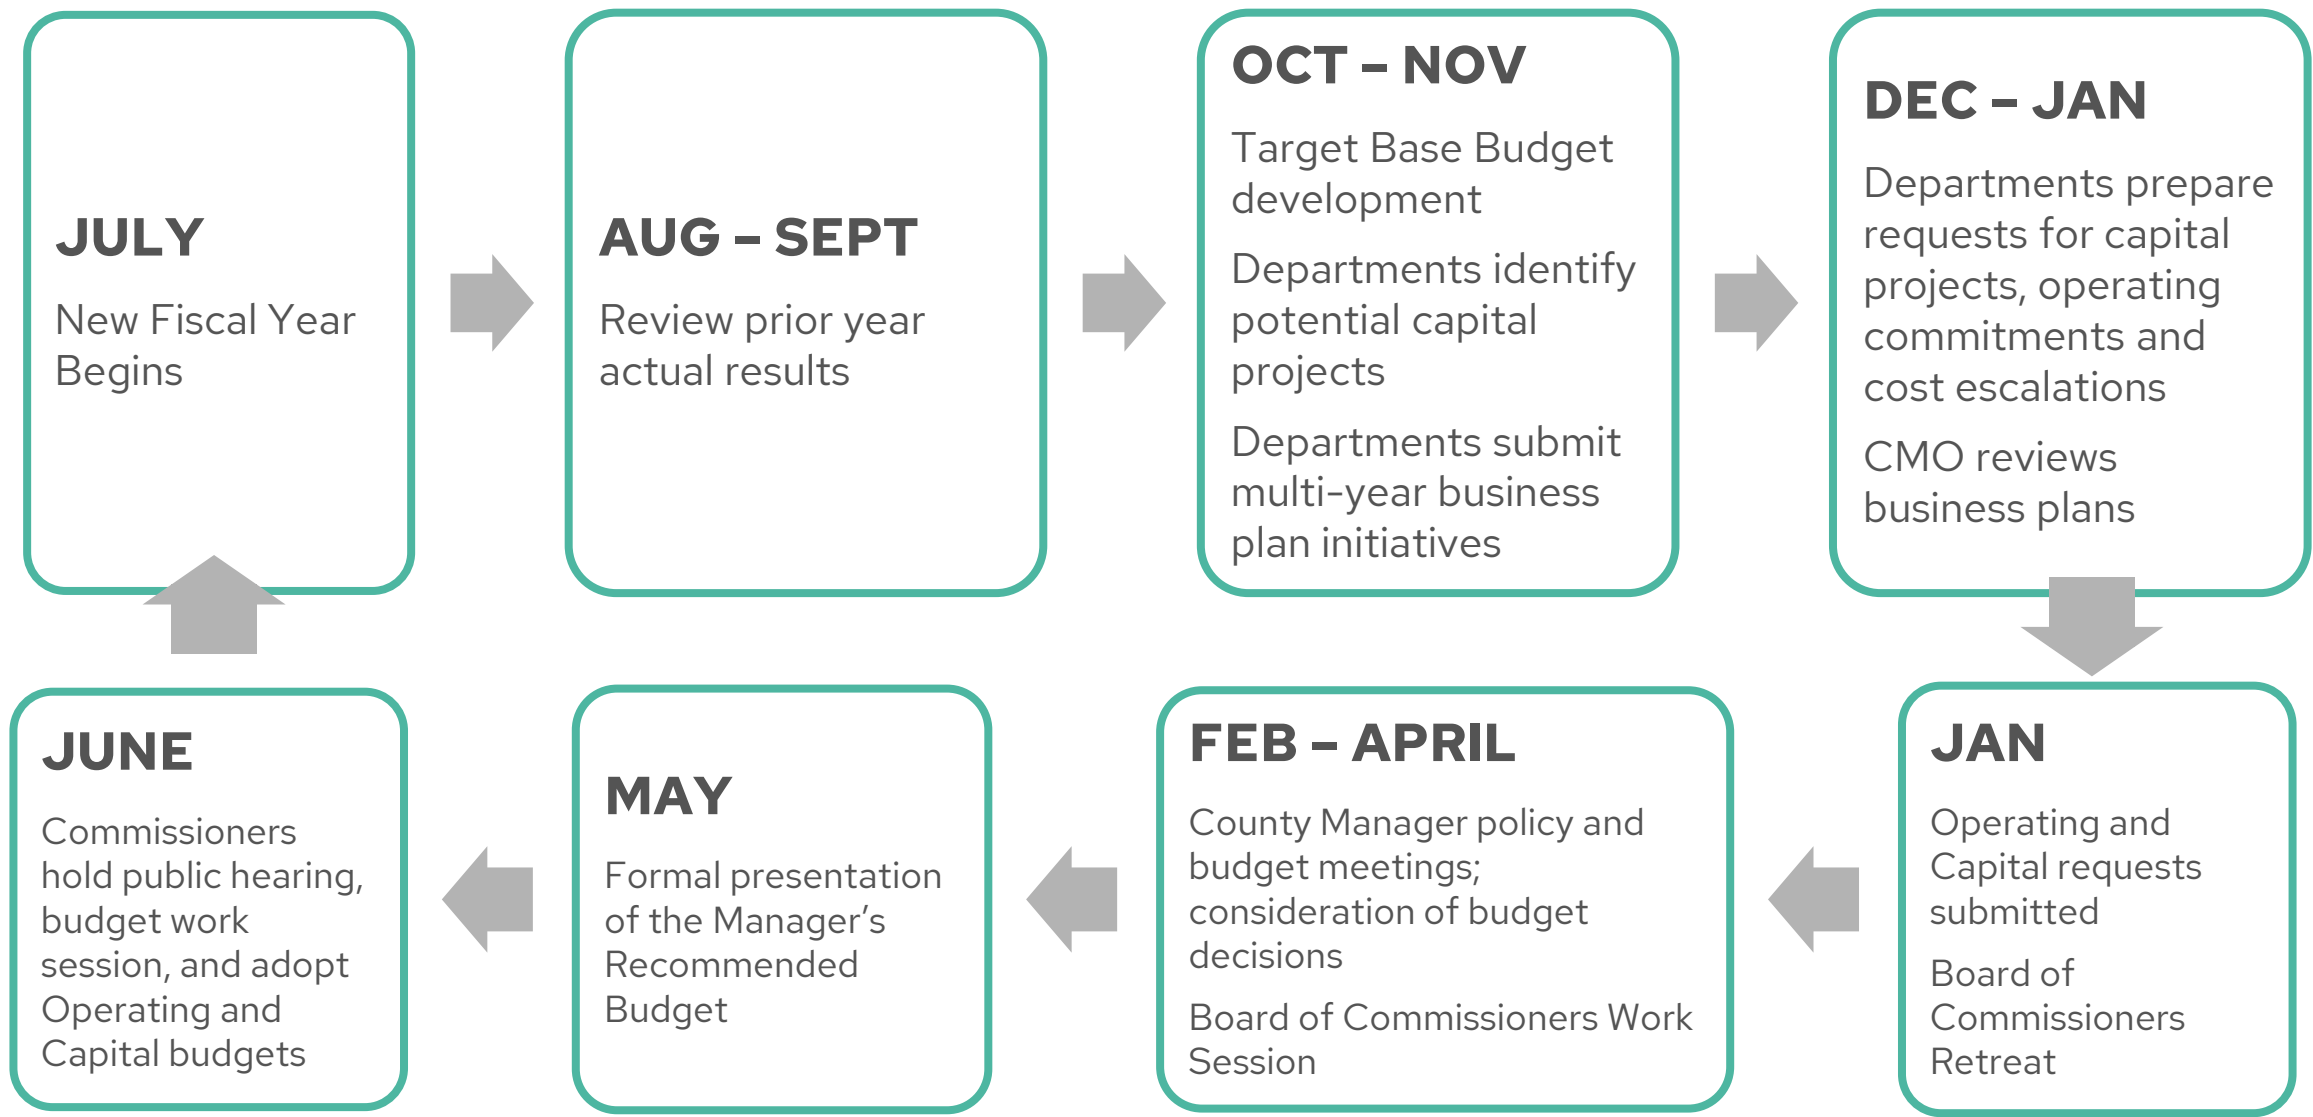 JULY
New Fiscal Year
Begins
AUG – SEPT
Review prior year
actual results
OCT – NOV
Target Base Budget
development
Departments identify
potential capital
projects
Departments submit
multi-year business
plan initiatives
DEC – JAN
Departments prepare
requests for capital
projects, operating
commitments and
cost escalations
CMO reviews
business plans
JAN
Operating and
Capital requests
submitted
Board of
Commissioners
Retreat
FEB – APRIL
County Manager policy and
budget meetings;
consideration of budget
decisions
Board of Commissioners Work
Session
MAY
Formal presentation
of the Manager’s
Recommended
Budget
JUNE
Commissioners
hold public hearing,
budget work
session, and adopt
Operating and
Capital budgets